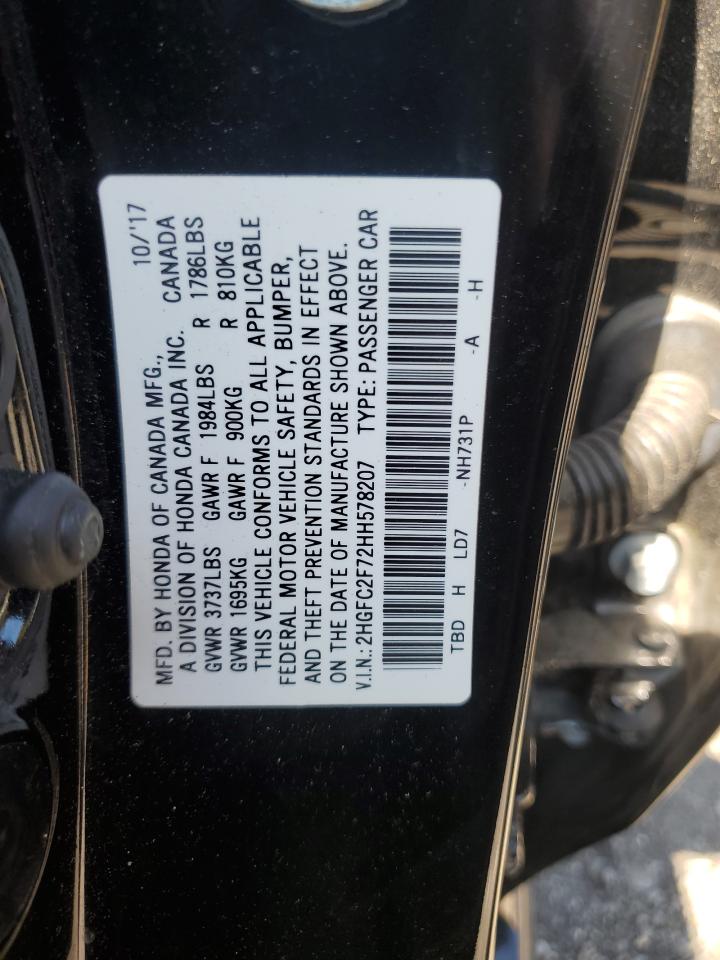 10/'17
MFD. BY HONDA OF CANADA MFG.,
A DIVISION OF HONDA CANADA INC. CANADA
GVWR 3737LBS GAWR F 1984LBS R 1786LBS
GVWR 1695KG GAWR F 900KG R 810KG
THIS VEHICLE CONFORMS TO ALL APPLICABLE
FEDERAL MOTOR VEHICLE SAFETY, BUMPER,
AND THEFT PREVENTION STANDARDS IN EFFECT
ON THE DATE OF MANUFACTURE SHOWN ABOVE.
V.I.N.: 2HGFC2F72HH578207 TYPE: PASSENGER CAR
TBD H LD7 -NH731P -A -H